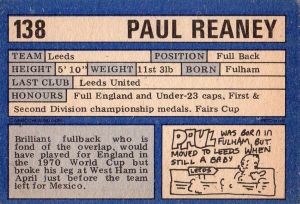 138 PAUL REANEY
TEAM Leeds POSITION Full Back
HEIGHT 5' 10" WEIGHT 11st 3lb BORN Fulham
LAST CLUB Leeds United
HONOURS Full England and Under-23 caps, First &
Second Division championship medals. Fairs Cup
Brilliant fullback who is
fond of the overlap, would
have played for England in
the 1970 World Cup but
broke his leg at West Ham in
April just before the team
left for Mexico.
PAUL WAS BORN IN
FULHAM, BUT
MOVED TO LEEDS WHEN
STILL A BABY
LEEDS